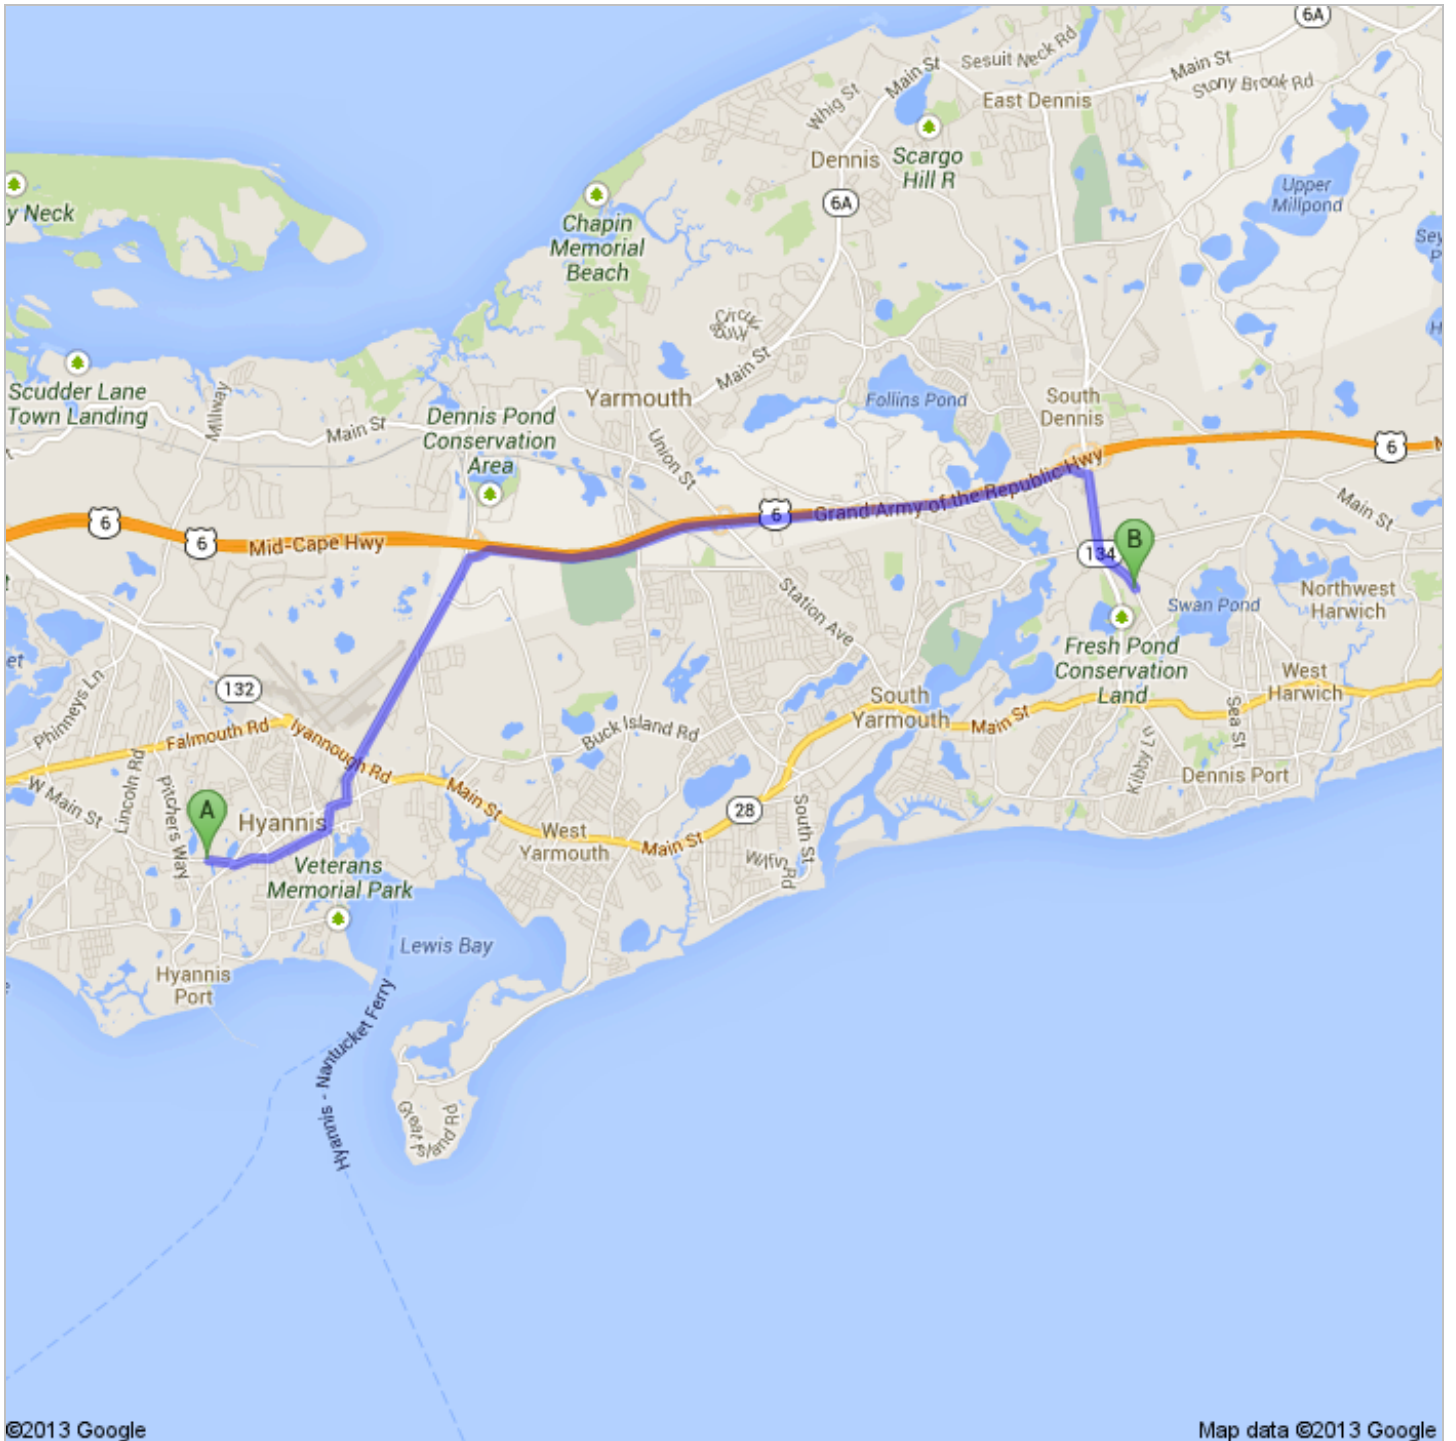 6A
Main St
Sesuit Neck Rd
Main St
Stony Brook Rd
East Dennis
Whig St
Dennis
Scargo
Hill R
6A
Upper
Millpond
y Neck
Chapin
Memorial
Beach
Sey
P
H
Main St
Scudder Lane
Town Landing
Millway
Main St
Yarmouth
Dennis Pond
Conservation
Area
Union St
Follins Pond
South
Dennis
6
6
6
Mid-Cape Hwy
6
Grand Army of the Republic Hwy
Main St
134
B
Station Ave
Swan Pond
Northwest
Harwich
Fresh Pond
Conservation
Land
West
Harwich
et
132
Phinneys Ln
Falmouth Rd
Iyannough Rd
Buck Island Rd
South
Yarmouth
Main St
Sea St
Kibby Ln
Dennis Port
W Main St
Lincoln Rd
Pitchers Way
A
Hyannis
Main St
West
Yarmouth
Main St
28
South St
Veterans
Memorial Park
Lewis Bay
Hyannis
Port
Hyannis - Nantucket Ferry
Great Island Rd
©2013 Google
Map data ©2013 Google